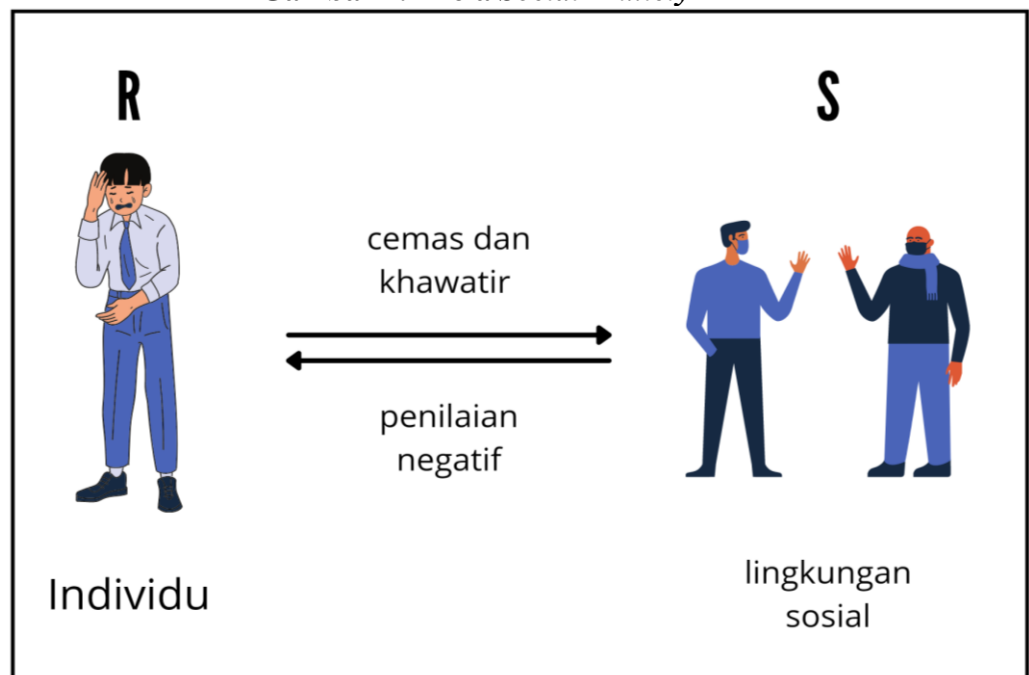 R
S
cemas dan
khawatir
penilaian
negatif
Individu
lingkungan
sosial